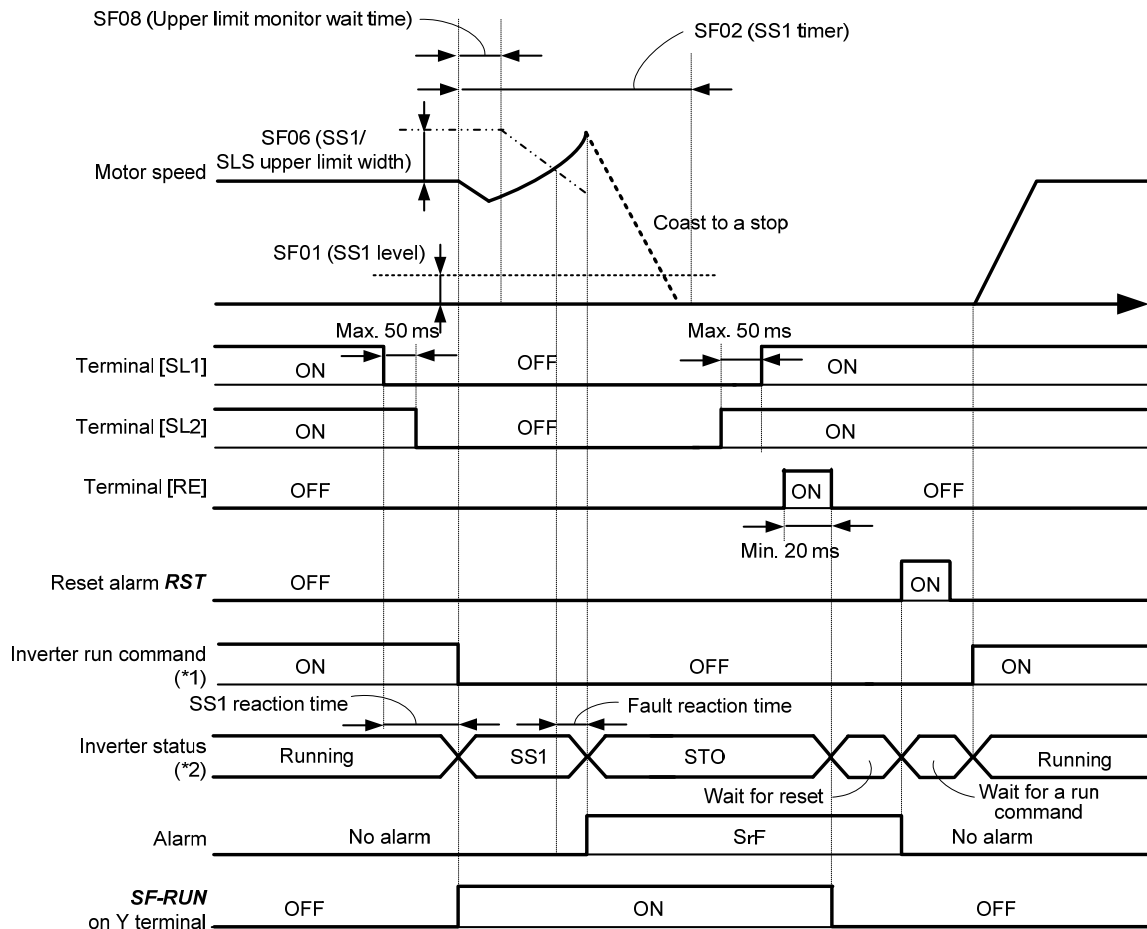 SF08 (Upper limit monitor wait time)
SF02 (SS1 timer)
SF06 (SS1/
SLS upper limit width)
Motor speed
Coast to a stop
SF01 (SS1 level)
Max. 50 ms
Max. 50 ms
Terminal [SL1]
ON
OFF
ON
Terminal [SL2]
ON
OFF
ON
Terminal [RE]
OFF
ON
OFF
Min. 20 ms
Reset alarm RST
OFF
ON
Inverter run command
(*1)
ON
OFF
ON
SS1 reaction time
Fault reaction time
Inverter status
(*2)
Running
SS1
STO
Running
Wait for reset
Wait for a run
command
Alarm
No alarm
SrF
No alarm
SF-RUN
on Y terminal
OFF
ON
OFF